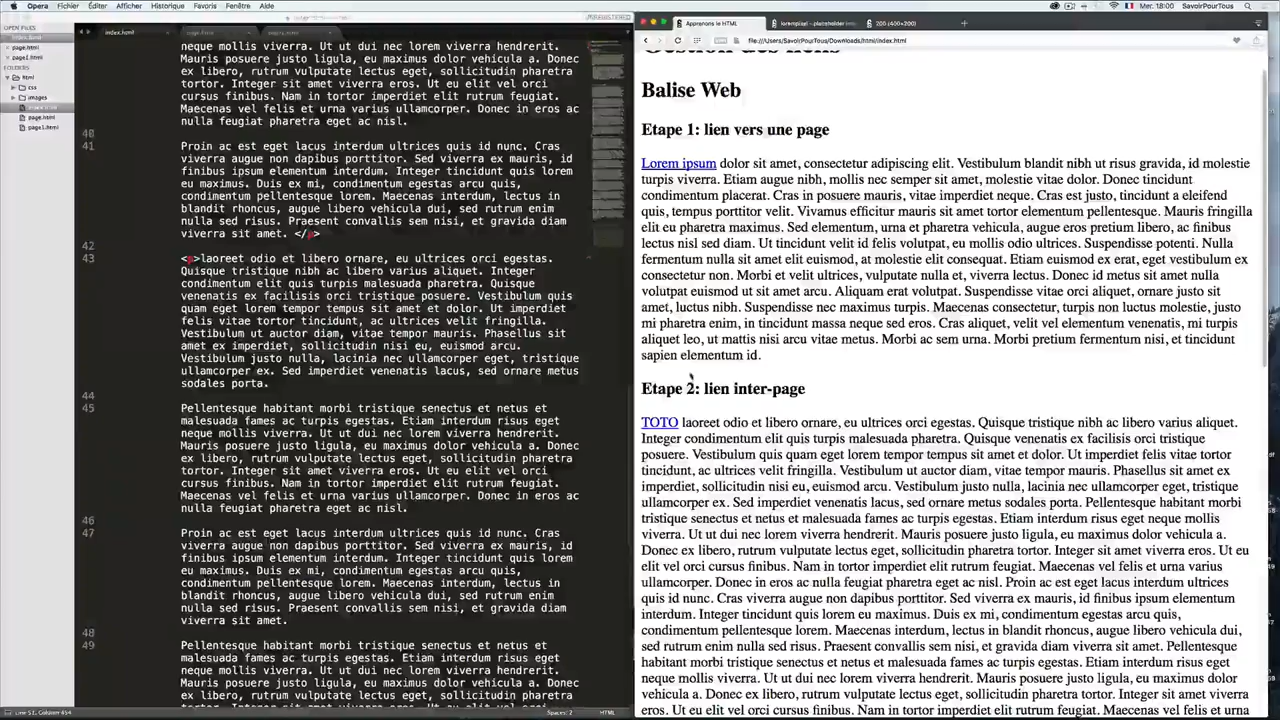 Opera Fichier Éditer Afficher Historique Favoris Fenêtre Aide
Mer. 18:00 SavoirPourTous
UNREGISTERED
OPEN FILES
page.html
page1.html
FOLDERS
html
css
images
page.html
page1.html
index.html
neque mollis viverra. Ut ut dui nec lorem viverra hendrerit.
Mauris posuere justo ligula, eu maximus dolor vehicula a. Donec
ex libero, rutrum vulputate lectus eget, sollicitudin pharetra
tortor. Integer sit amet viverra eros. Ut eu elit vel orci
cursus finibus. Nam in tortor imperdiet elit rutrum feugiat.
Maecenas vel felis et urna varius ullamcorper. Donec in eros ac
nulla feugiat pharetra eget ac nisl.
40
41 Proin ac est eget lacus interdum ultrices quis id nunc. Cras
viverra augue non dapibus porttitor. Sed viverra ex mauris, id
finibus ipsum elementum interdum. Integer tincidunt quis lorem
eu maximus. Duis ex mi, condimentum egestas arcu quis,
condimentum pellentesque lorem. Maecenas interdum, lectus in
blandit rhoncus, augue libero vehicula dui, sed rutrum enim
nulla sed risus. Praesent convallis sem nisi, et gravida diam
viverra sit amet. </p>
42
43 <p>laoreet odio et libero ornare, eu ultrices orci egestas.
Quisque tristique nibh ac libero varius aliquet. Integer
condimentum elit quis turpis malesuada pharetra. Quisque
venenatis ex facilisis orci tristique posuere. Vestibulum quis
quam eget lorem tempor tempus et et dolor. Ut imperdiet felis
vitae lorem dictum tincidunt, ac ultrices velit fringilla.
Vestibulum ut auctor diam, vitae tempor mauris. Phasellus sit
amet ex imperdiet, sollicitudin nisi eu, euismod arcu.
Vestibulum justo nulla, lacinia nec ullamcorper eget, tristique
ullamcorper ex. Sed imperdiet venenatis lacus, sed ornare metus
sodales porta.
44
45 Pellentesque habitant morbi tristique senectus et netus et
malesuada fames ac turpis egestas. Etiam interdum risus eget
neque mollis viverra. Ut ut dui nec lorem viverra hendrerit.
Mauris posuere justo ligula, eu maximus dolor vehicula a. Donec
ex libero, rutrum vulputate lectus eget, sollicitudin pharetra
tortor. Integer sit amet viverra eros. Ut eu elit vel orci
cursus finibus. Nam in tortor imperdiet elit rutrum feugiat.
Maecenas vel felis et urna varius ullamcorper. Donec in eros ac
nulla feugiat pharetra eget ac nisl.
46
47 Proin ac est eget lacus interdum ultrices quis id nunc. Cras
viverra augue non dapibus porttitor. Sed viverra ex mauris, id
finibus ipsum elementum interdum. Integer tincidunt quis lorem
eu maximus. Duis ex mi, condimentum egestas arcu quis,
condimentum pellentesque lorem. Maecenas interdum, lectus in
blandit rhoncus, augue libero vehicula dui, sed rutrum enim
nulla sed risus. Praesent convallis sem nisi, et gravida diam
viverra sit amet.
48
49 Pellentesque habitant morbi tristique senectus et netus et
malesuada fames ac turpis egestas. Etiam interdum risus eget
neque mollis viverra. Ut ut dui nec lorem viverra hendrerit.
Mauris posuere justo ligula, eu maximus dolor vehicula a. Donec
ex libero, rutrum vulputate lectus eget, sollicitudin pharetra
Line 51, Column 454 Spaces: 2 HTML
Apprenons le HTML lorempixel - placeholder 200 (400×200)
file:///Users/SavoirPourTous/Downloads/html/index.html
Gestion des liens
Balise Web
Etape 1: lien vers une page
Lorem ipsum dolor sit amet, consectetur adipiscing elit. Vestibulum blandit nibh ut risus gravida, id molestie
turpis viverra. Etiam augue nibh, mollis nec semper sit amet, molestie vitae dolor. Donec tincidunt
condimentum placerat. Cras in posuere mauris, vitae imperdiet neque. Cras est justo, tincidunt a eleifend
quis, tempus porttitor velit. Vivamus efficitur mauris sit amet tortor elementum pellentesque. Mauris fringilla
elit eu pharetra maximus. Sed elementum, urna et pharetra vehicula, augue eros pretium libero, ac finibus
lectus nisl sed diam. Ut tincidunt velit id felis volutpat, eu mollis odio ultrices. Suspendisse potenti. Nulla
fermentum nulla sit amet elit euismod, at molestie elit consequat. Etiam euismod ex erat, eget vestibulum ex
consectetur non. Morbi et velit ultrices, vulputate nulla et, viverra lectus. Donec id metus sit amet nulla
volutpat euismod ut sit amet arcu. Aliquam erat volutpat. Suspendisse vitae orci aliquet, ornare justo sit
amet, luctus nibh. Suspendisse nec maximus turpis. Maecenas consectetur, turpis non luctus molestie, justo
mi pharetra enim, in tincidunt massa neque sed eros. Cras aliquet, velit vel elementum venenatis, mi turpis
aliquet leo, ut mattis nisi arcu vitae metus. Morbi ac sem urna. Morbi pretium fermentum nisi, et tincidunt
sapien elementum id.
Etape 2: lien inter-page
TOTO laoreet odio et libero ornare, eu ultrices orci egestas. Quisque tristique nibh ac libero varius aliquet.
Integer condimentum elit quis turpis malesuada pharetra. Quisque venenatis ex facilisis orci tristique
posuere. Vestibulum quis quam eget lorem tempor tempus et et dolor. Ut imperdiet felis vitae lorem dictum
tincidunt, ac ultrices velit fringilla. Vestibulum ut auctor diam, vitae tempor mauris. Phasellus sit amet ex
imperdiet, sollicitudin nisi eu, euismod arcu. Vestibulum justo nulla, lacinia nec ullamcorper eget, tristique
ullamcorper ex. Sed imperdiet venenatis lacus, sed ornare metus sodales porta. Pellentesque habitant morbi
tristique senectus et netus et malesuada fames ac turpis egestas. Etiam interdum risus eget neque mollis
viverra. Ut ut dui nec lorem viverra hendrerit. Mauris posuere justo ligula, eu maximus dolor vehicula a.
Donec ex libero, rutrum vulputate lectus eget, sollicitudin pharetra tortor. Integer sit amet viverra eros. Ut eu
elit vel orci cursus finibus. Nam in tortor imperdiet elit rutrum feugiat. Maecenas vel felis et urna varius
ullamcorper. Donec in eros ac nulla feugiat pharetra eget ac nisl. Proin ac est eget lacus interdum ultrices
quis id nunc. Cras viverra augue non dapibus porttitor. Sed viverra ex mauris, id finibus ipsum elementum
interdum. Integer tincidunt quis lorem eu maximus. Duis ex mi, condimentum egestas arcu quis,
condimentum pellentesque lorem. Maecenas interdum, lectus in blandit rhoncus, augue libero vehicula dui,
sed rutrum enim nulla sed risus. Praesent convallis sem nisi, et gravida diam viverra sit amet. Pellentesque
habitant morbi tristique senectus et netus et malesuada fames ac turpis egestas. Etiam interdum risus eget
neque mollis viverra. Ut ut dui nec lorem viverra hendrerit. Mauris posuere justo ligula, eu maximus dolor
vehicula a. Donec ex libero, rutrum vulputate lectus eget, sollicitudin pharetra tortor. Integer sit amet
viverra eros. Ut eu elit vel orci cursus finibus. Nam in tortor imperdiet elit rutrum feugiat. Maecenas vel
felis et urna